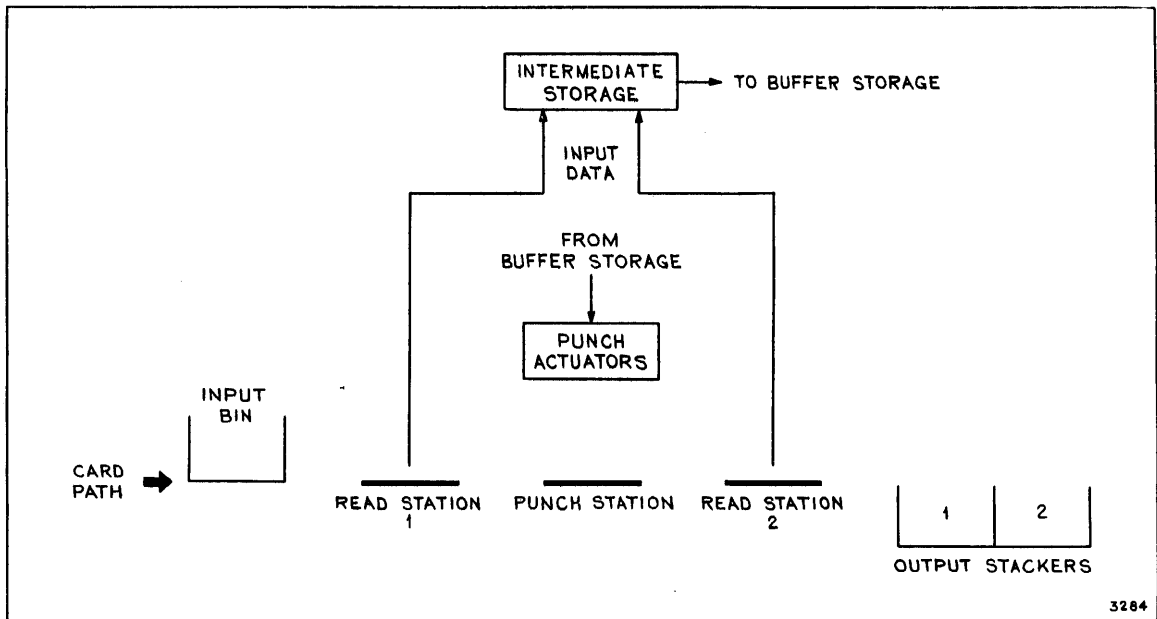 INTERMEDIATE
STORAGE
TO BUFFER STORAGE
INPUT
DATA
FROM
BUFFER STORAGE
PUNCH
ACTUATORS
INPUT
BIN
CARD
PATH
READ STATION
1
PUNCH STATION
READ STATION
2
1
2
OUTPUT STACKERS
3284